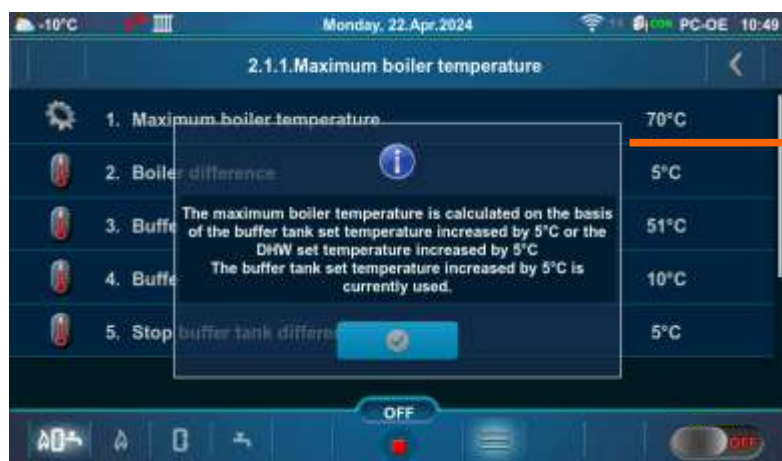 -10°C
Monday, 22.Apr.2024
PC-OE 10:49
2.1.1.Maximum boiler temperature
1. Maximum boiler temperature 70°C
2. Boiler difference 5°C
3. Buffe 51°C
4. Buffe 10°C
5. Stop buffer tank differe 5°C
The maximum boiler temperature is calculated on the basis
of the buffer tank set temperature increased by 5°C or the
DHW set temperature increased by 5°C
The buffer tank set temperature increased by 5°C is
currently used.
OFF
OFF